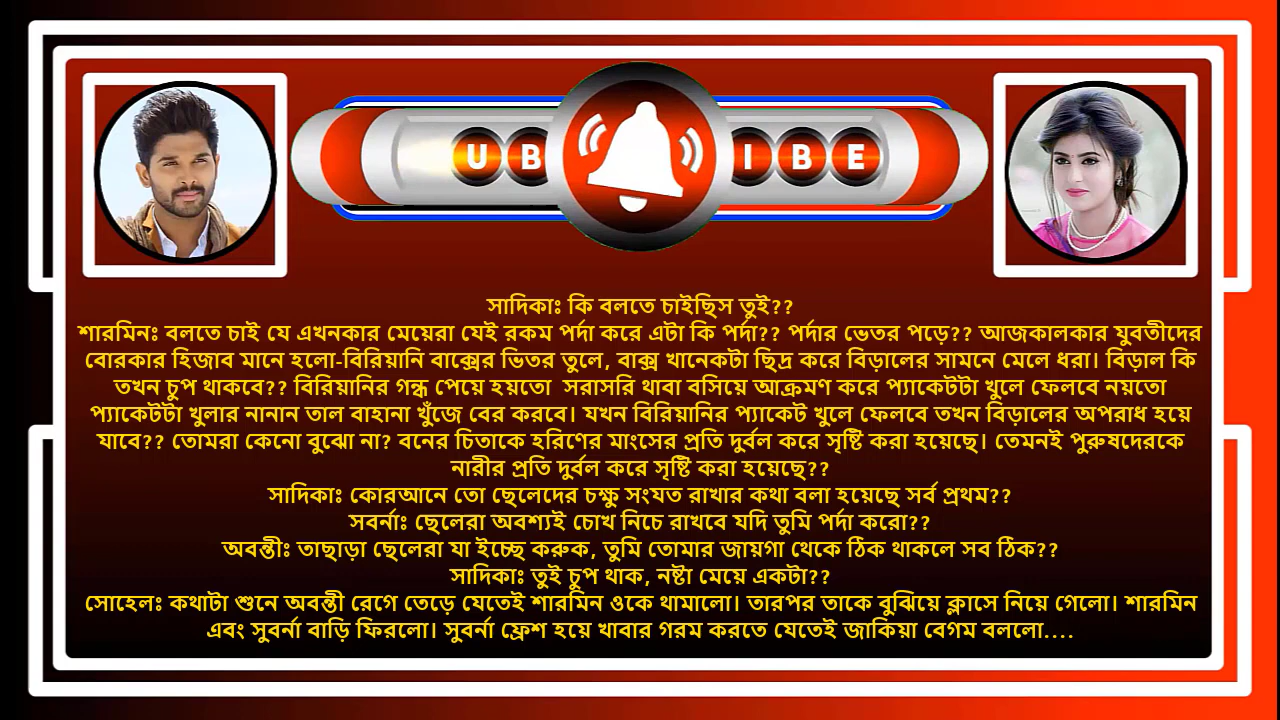 UB IBE
সাদিকাঃ কি বলতে চাইছিস তুই??
শারমিনঃ বলতে চাই যে এখনকার মেয়েরা যেই রকম পর্দা করে এটা কি পর্দা?? পর্দার ভেতর পড়ে?? আজকালকার যুবতীদের
বোরকার হিজাব মানে হলো-বিরিয়ানি বাক্সের ভিতর তুলে, বাক্স খানেকটা ছিদ্র করে বিড়ালের সামনে মেলে ধরা। বিড়াল কি
তখন চুপ থাকবে?? বিরিয়ানির গন্ধ পেয়ে হয়তো সরাসরি থাবা বসিয়ে আক্রমণ করে প্যাকেটটা খুলে ফেলবে নয়তো
প্যাকেটটা খুলার নানান তাল বাহানা খুঁজে বের করবে। যখন বিরিয়ানির প্যাকেট খুলে ফেলবে তখন বিড়ালের অপরাধ হয়ে
যাবে?? তোমরা কেনো বুঝো না? বনের চিতাকে হরিণের মাংসের প্রতি দুর্বল করে সৃষ্টি করা হয়েছে। তেমনই পুরুষদেরকে
নারীর প্রতি দুর্বল করে সৃষ্টি করা হয়েছে??
সাদিকাঃ কোরআনে তো ছেলেদের চক্ষু সংযত রাখার কথা বলা হয়েছে সর্ব প্রথম??
সবর্নাঃ ছেলেরা অবশ্যই চোখ নিচে রাখবে যদি তুমি পর্দা করো??
অবন্তীঃ তাছাড়া ছেলেরা যা ইচ্ছে করুক, তুমি তোমার জায়গা থেকে ঠিক থাকলে সব ঠিক??
সাদিকাঃ তুই চুপ থাক, নষ্টা মেয়ে একটা??
সোহেলঃ কথাটা শুনে অবন্তী রেগে তেড়ে যেতেই শারমিন ওকে থামালো। তারপর তাকে বুঝিয়ে ক্লাসে নিয়ে গেলো। শারমিন
এবং সুবর্না বাড়ি ফিরলো। সুবর্না ফ্রেশ হয়ে খাবার গরম করতে যেতেই জাকিয়া বেগম বললো....